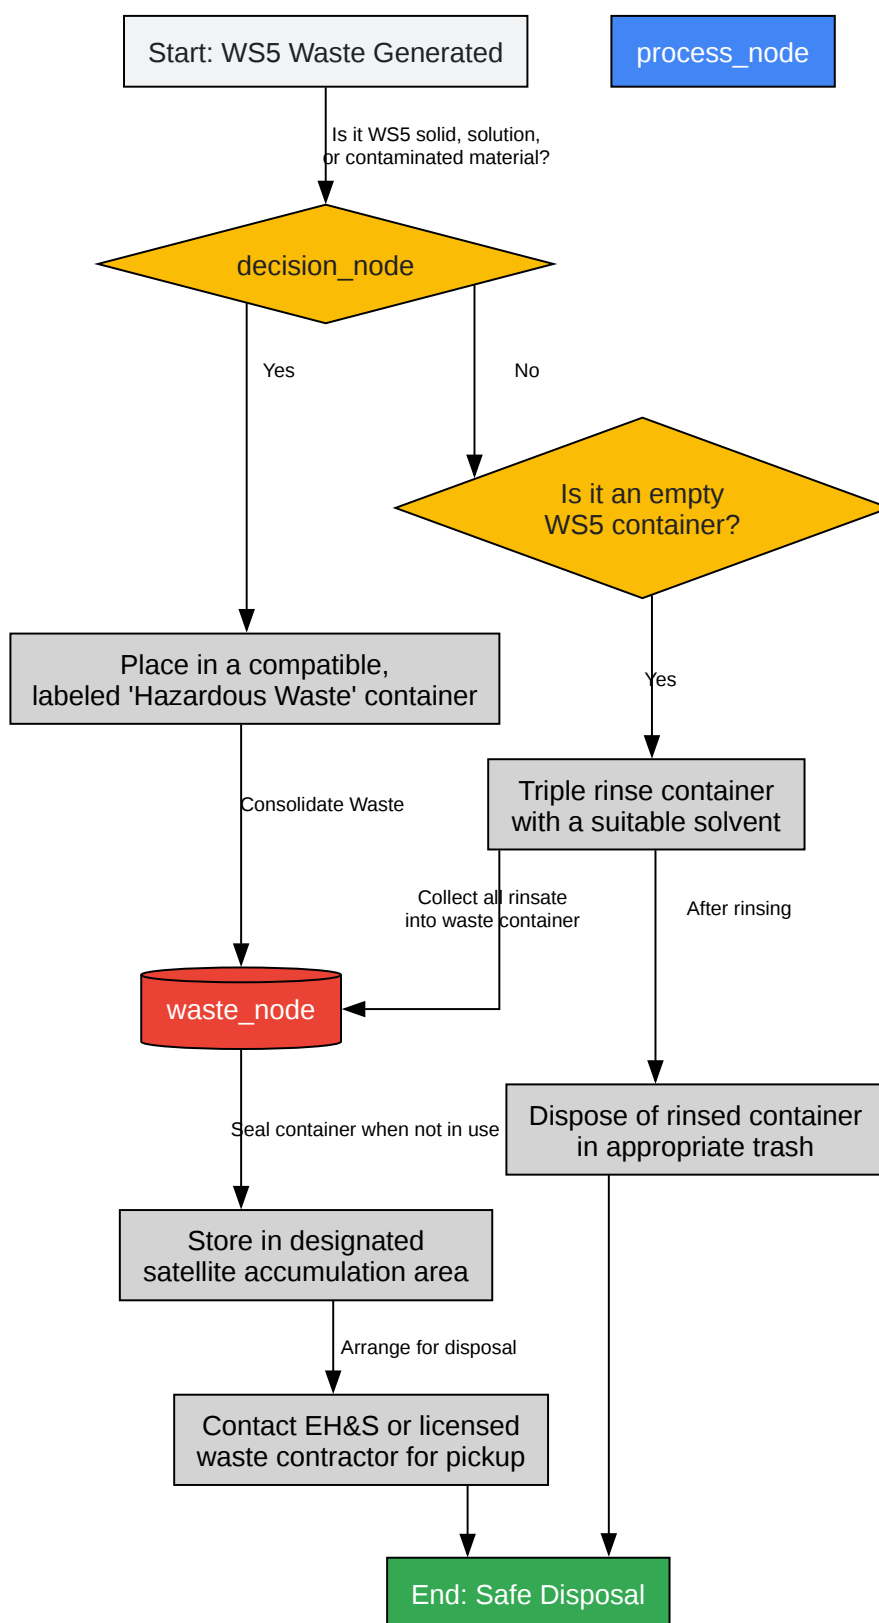 Start: WS5 Waste Generated
process_node
Is it WS5 solid, solution,
or contaminated material?
decision_node
Yes
No
Is it an empty
WS5 container?
Place in a compatible,
labeled 'Hazardous Waste' container
Yes
Triple rinse container
with a suitable solvent
Consolidate Waste
Collect all rinsate
into waste container
After rinsing
waste_node
Dispose of rinsed container
in appropriate trash
Seal container when not in use
Store in designated
satellite accumulation area
Arrange for disposal
Contact EH&S or licensed
waste contractor for pickup
End: Safe Disposal